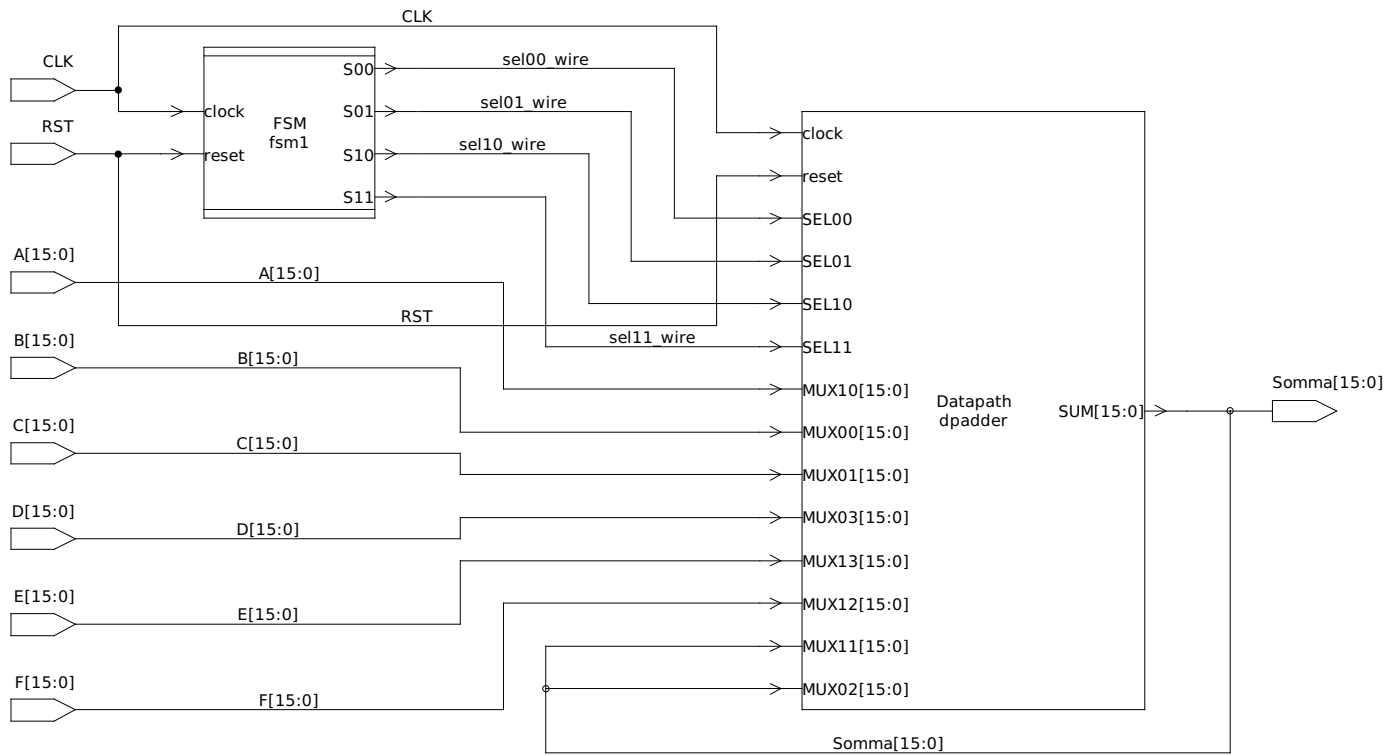 CLK
CLK
sel00_wire
S00
sel01_wire
clock
S01
FSM
fsm1
RST
clock
sel10_wire
reset
S10
reset
S11
SEL00
A[15:0]
A[15:0]
SEL01
SEL10
RST
B[15:0]
sel11_wire
SEL11
B[15:0]
MUX10[15:0]
Datapath
dpadder
SUM[15:0]
Somma[15:0]
C[15:0]
MUX00[15:0]
C[15:0]
MUX01[15:0]
D[15:0]
MUX03[15:0]
D[15:0]
MUX13[15:0]
E[15:0]
MUX12[15:0]
E[15:0]
MUX11[15:0]
F[15:0]
MUX02[15:0]
F[15:0]
Somma[15:0]